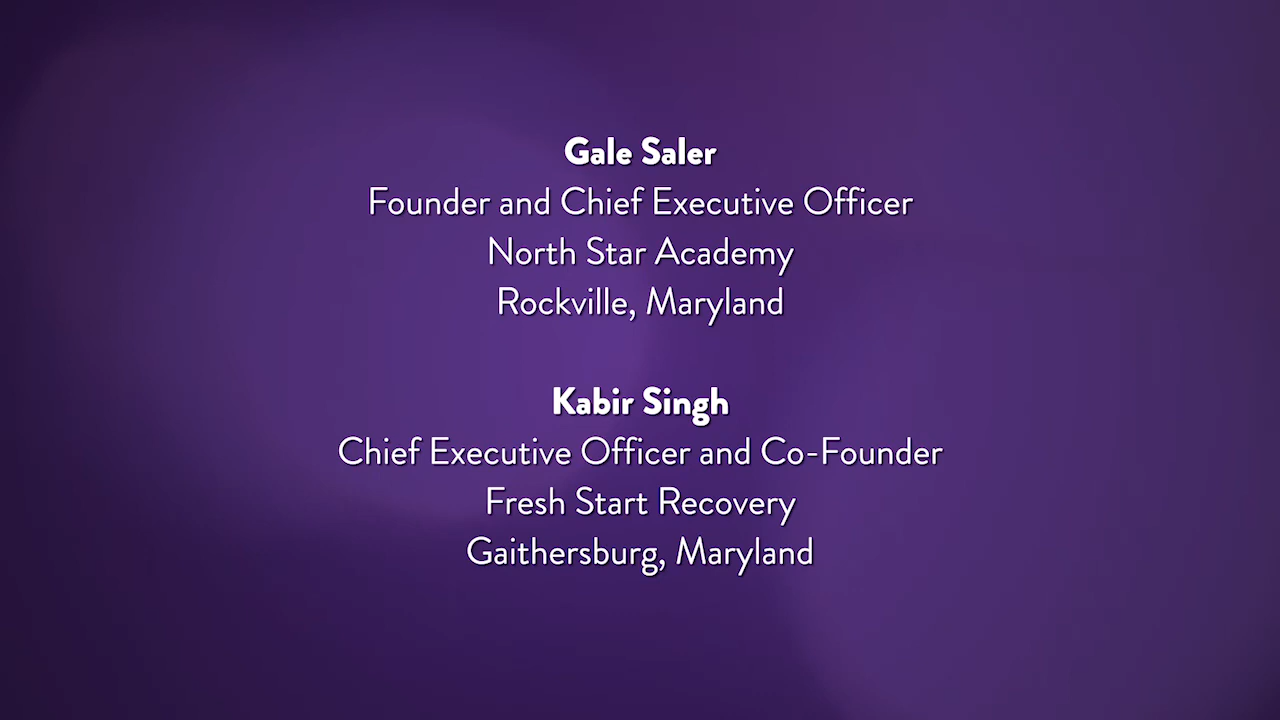 Gale Saler
Founder and Chief Executive Officer
North Star Academy
Rockville, Maryland
Kabir Singh
Chief Executive Officer and Co-Founder
Fresh Start Recovery
Gaithersburg, Maryland